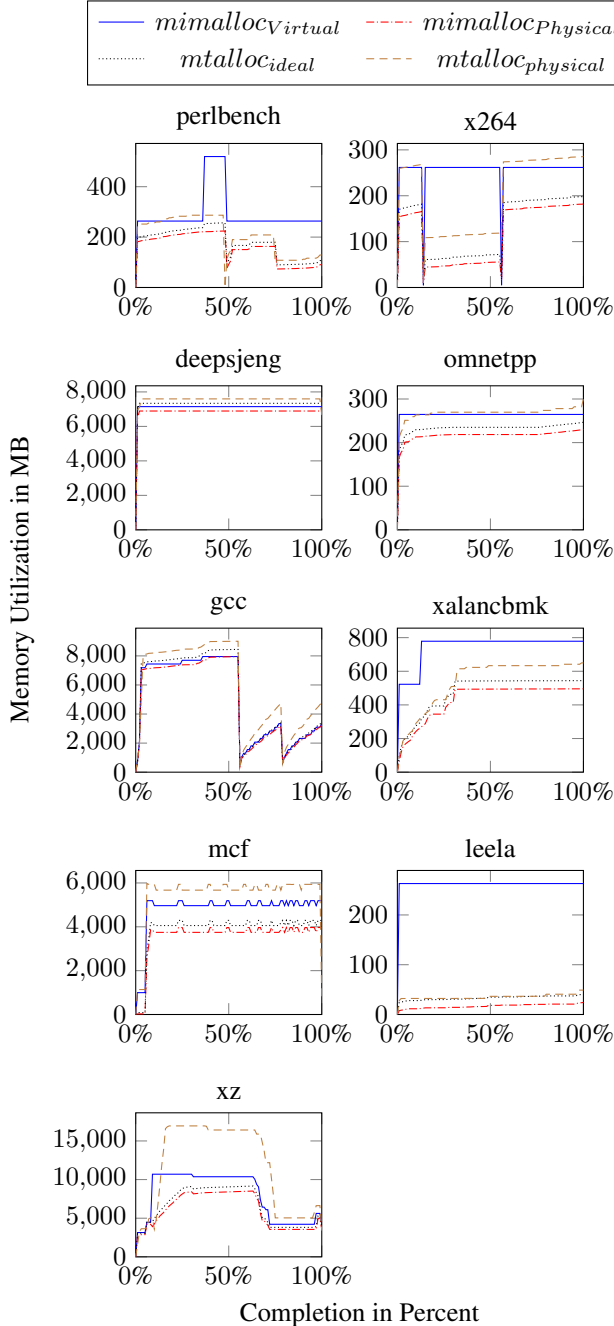 mimalloc_Virtual mimalloc_Physical
mtalloc_ideal mtalloc_physical
perlbench x264
400 300
200 200
0 100
0
0% 50% 100% 0% 50% 100%
deepsjeng omnetpp
8,000 300
6,000 200
4,000 100
2,000 0
0
0% 50% 100% 0% 50% 100%
Memory Utilization in MB
gcc xalancbmk
8,000 800
6,000 600
4,000 400
2,000 200
0 0
0% 50% 100% 0% 50% 100%
mcf leela
6,000 200
4,000 100
2,000 0
0
0% 50% 100% 0% 50% 100%
xz
15,000
10,000
5,000
0
0% 50% 100%
Completion in Percent